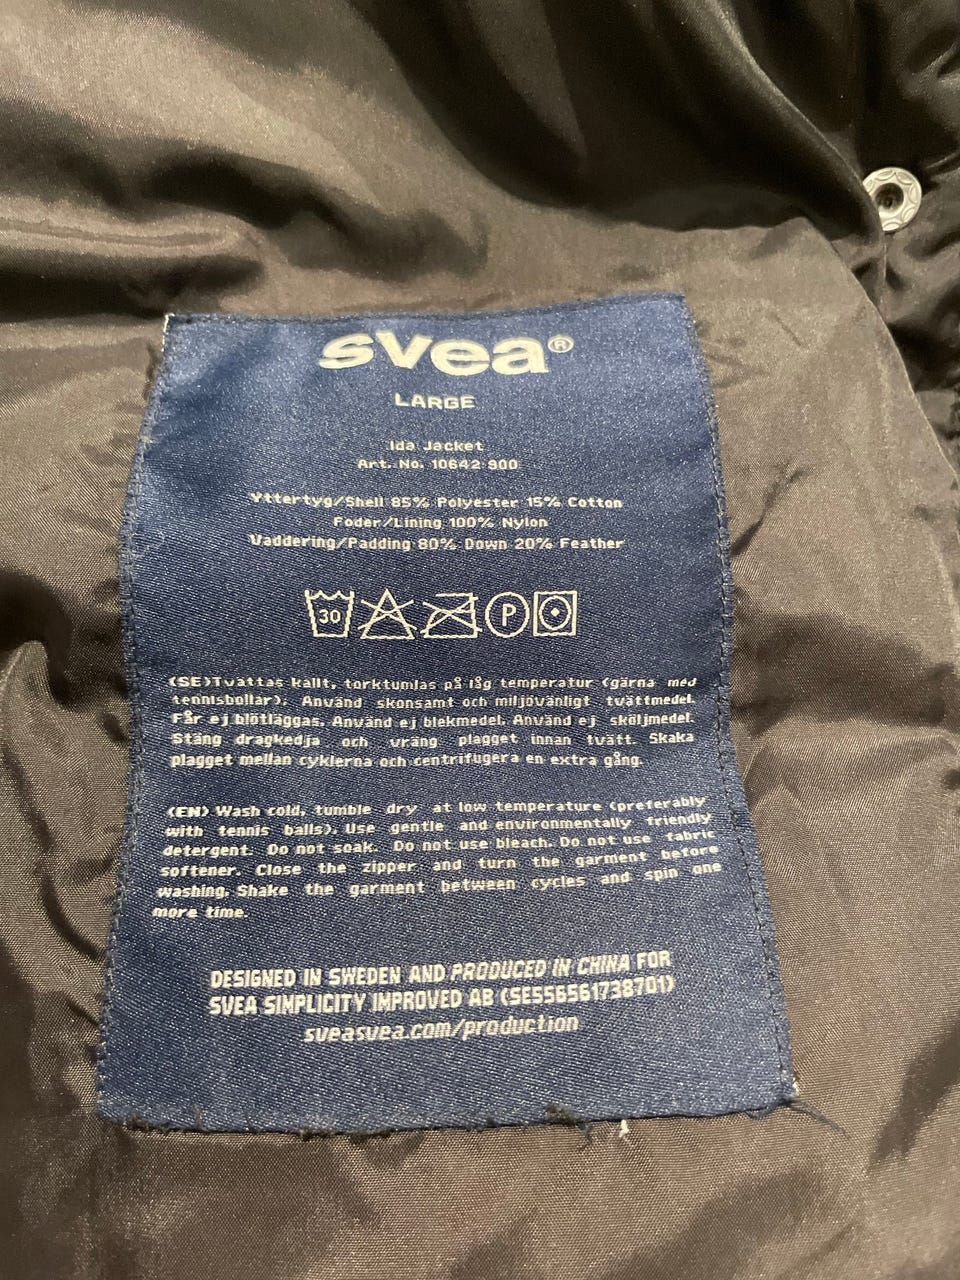 svea®
LARGE
Ida Jacket
Art. No. 10642 900
Yttertyg/Shell 85% Polyester 15% Cotton
Foder/Lining 100% Nylon
Vaddering/Padding 80% Down 20% Feather
30 P
(SE)Tvättas kallt, torktumlas på låg temperatur (gärna med
tennisbollar). Använd skonsamt och miljövänligt tvättmedel.
Får ej blötläggas. Använd ej blekmedel. Använd ej sköljmedel.
Stäng dragkedja och vräng plagget innan tvätt. Skaka
plagget mellan cyklerna och centrifugera en extra gång.
(EN) Wash cold, tumble dry at low temperature (preferably
with tennis balls). Use gentle and environmentally friendly
detergent. Do not soak. Do not use bleach. Do not use fabric
softener. Close the zipper and turn the garment before
washing. Shake the garment between cycles and spin one
more time.
DESIGNED IN SWEDEN AND PRODUCED IN CHINA FOR
SVEA SIMPLICITY IMPROVED AB (SE556561738701)
sveasvea.com/production